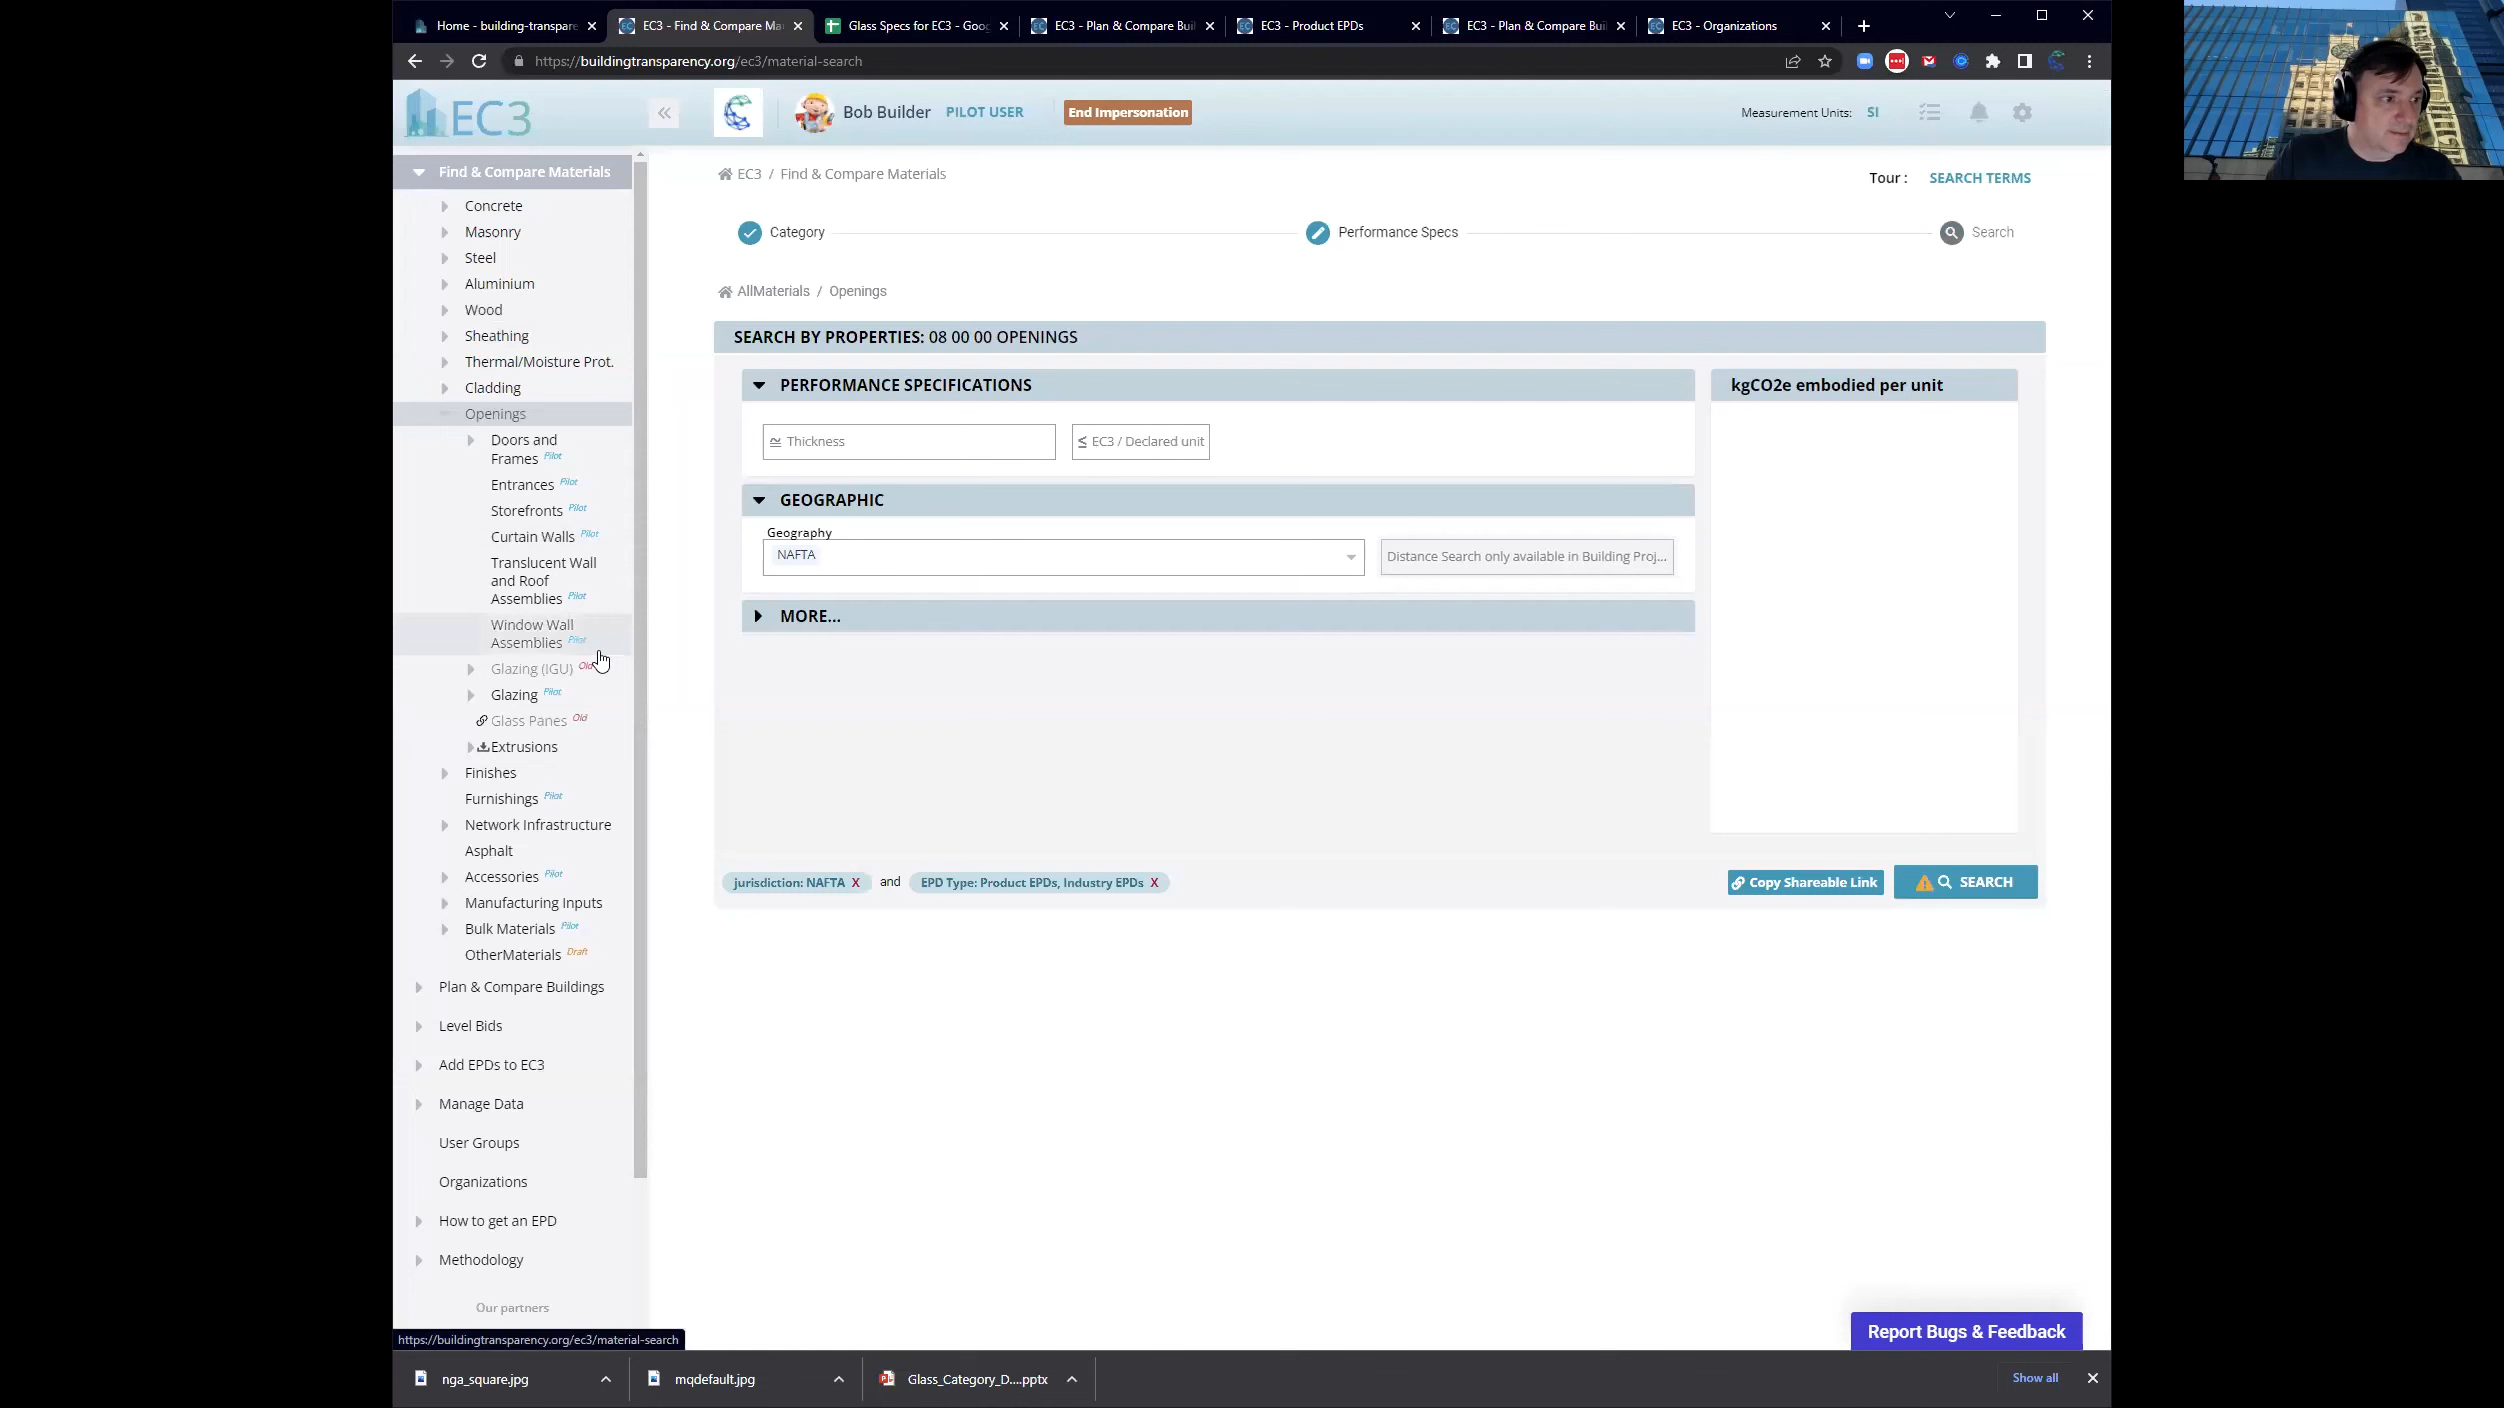 Home - building-transpare
EC3 - Find & Compare Ma
Glass Specs for EC3 - Goog
EC3 - Plan & Compare Buil
EC3 - Product EPDs
EC3 - Plan & Compare Buil
EC3 - Organizations
https://buildingtransparency.org/ec3/material-search
EC3
Bob Builder
PILOT USER
End Impersonation
Measurement Units: SI
Find & Compare Materials
Concrete
Masonry
Steel
Aluminium
Wood
Sheathing
Thermal/Moisture Prot.
Cladding
Openings
Doors and
Frames Pilot
Entrances Pilot
Storefronts Pilot
Curtain Walls Pilot
Translucent Wall
and Roof
Assemblies Pilot
Window Wall
Assemblies Pilot
Glazing (IGU) Old
Glazing Pilot
Glass Panes Old
Extrusions
Finishes
Furnishings Pilot
Network Infrastructure
Asphalt
Accessories Pilot
Manufacturing Inputs
Bulk Materials Pilot
OtherMaterials Draft
Plan & Compare Buildings
Level Bids
Add EPDs to EC3
Manage Data
User Groups
Organizations
How to get an EPD
Methodology
Our partners
https://buildingtransparency.org/ec3/material-search
EC3 / Find & Compare Materials
Tour : SEARCH TERMS
Category
Performance Specs
Search
AllMaterials / Openings
SEARCH BY PROPERTIES: 08 00 00 OPENINGS
PERFORMANCE SPECIFICATIONS
≃ Thickness
≤ EC3 / Declared unit
kgCO2e embodied per unit
GEOGRAPHIC
Geography
NAFTA
Distance Search only available in Building Proj...
MORE...
jurisdiction: NAFTA X and EPD Type: Product EPDs, Industry EPDs X
Copy Shareable Link
SEARCH
Report Bugs & Feedback
nga_square.jpg
mqdefault.jpg
Glass_Category_D....pptx
Show all